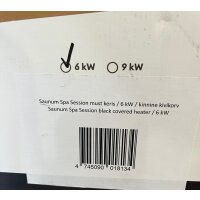 6 kW 9 kW
Saunum Spa Session must keris / 6 kW / kinnine kivikorv
Saunum Spa Session black covered heater / 6 kW
4 745090 018134